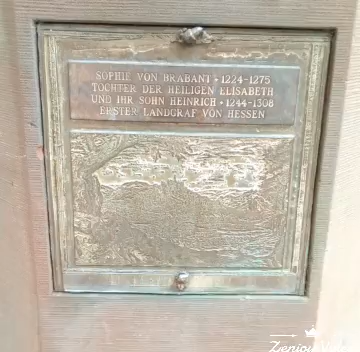 SOPHIE VON BRABANT • 1224-1275
TOCHTER DER HEILIGEN ELISABETH
UND IHR SOHN HEINRICH • 1244-1308
ERSTER LANDGRAF VON HESSEN